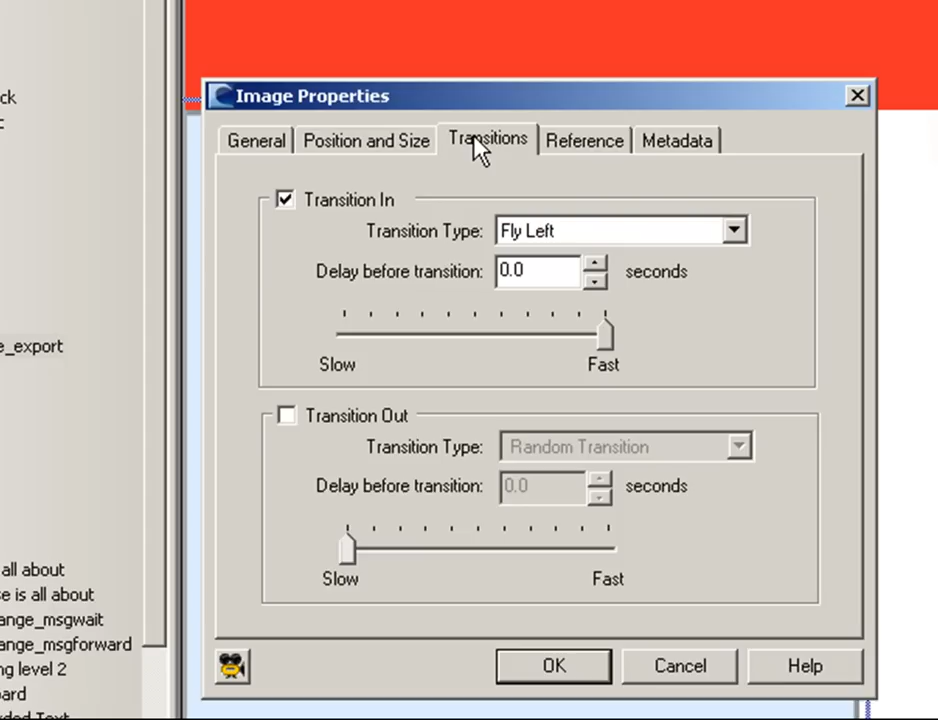 ck
Image Properties
General Position and Size Transitions Reference Metadata
Transition In
Transition Type: Fly Left
Delay before transition: 0.0 seconds
Slow Fast
e_export
Transition Out
Transition Type: Random Transition
Delay before transition: 0.0 seconds
Slow Fast
all about
e is all about
ange_msgwait
ange_msgforward
ng level 2
OK Cancel Help
ard
ded Text